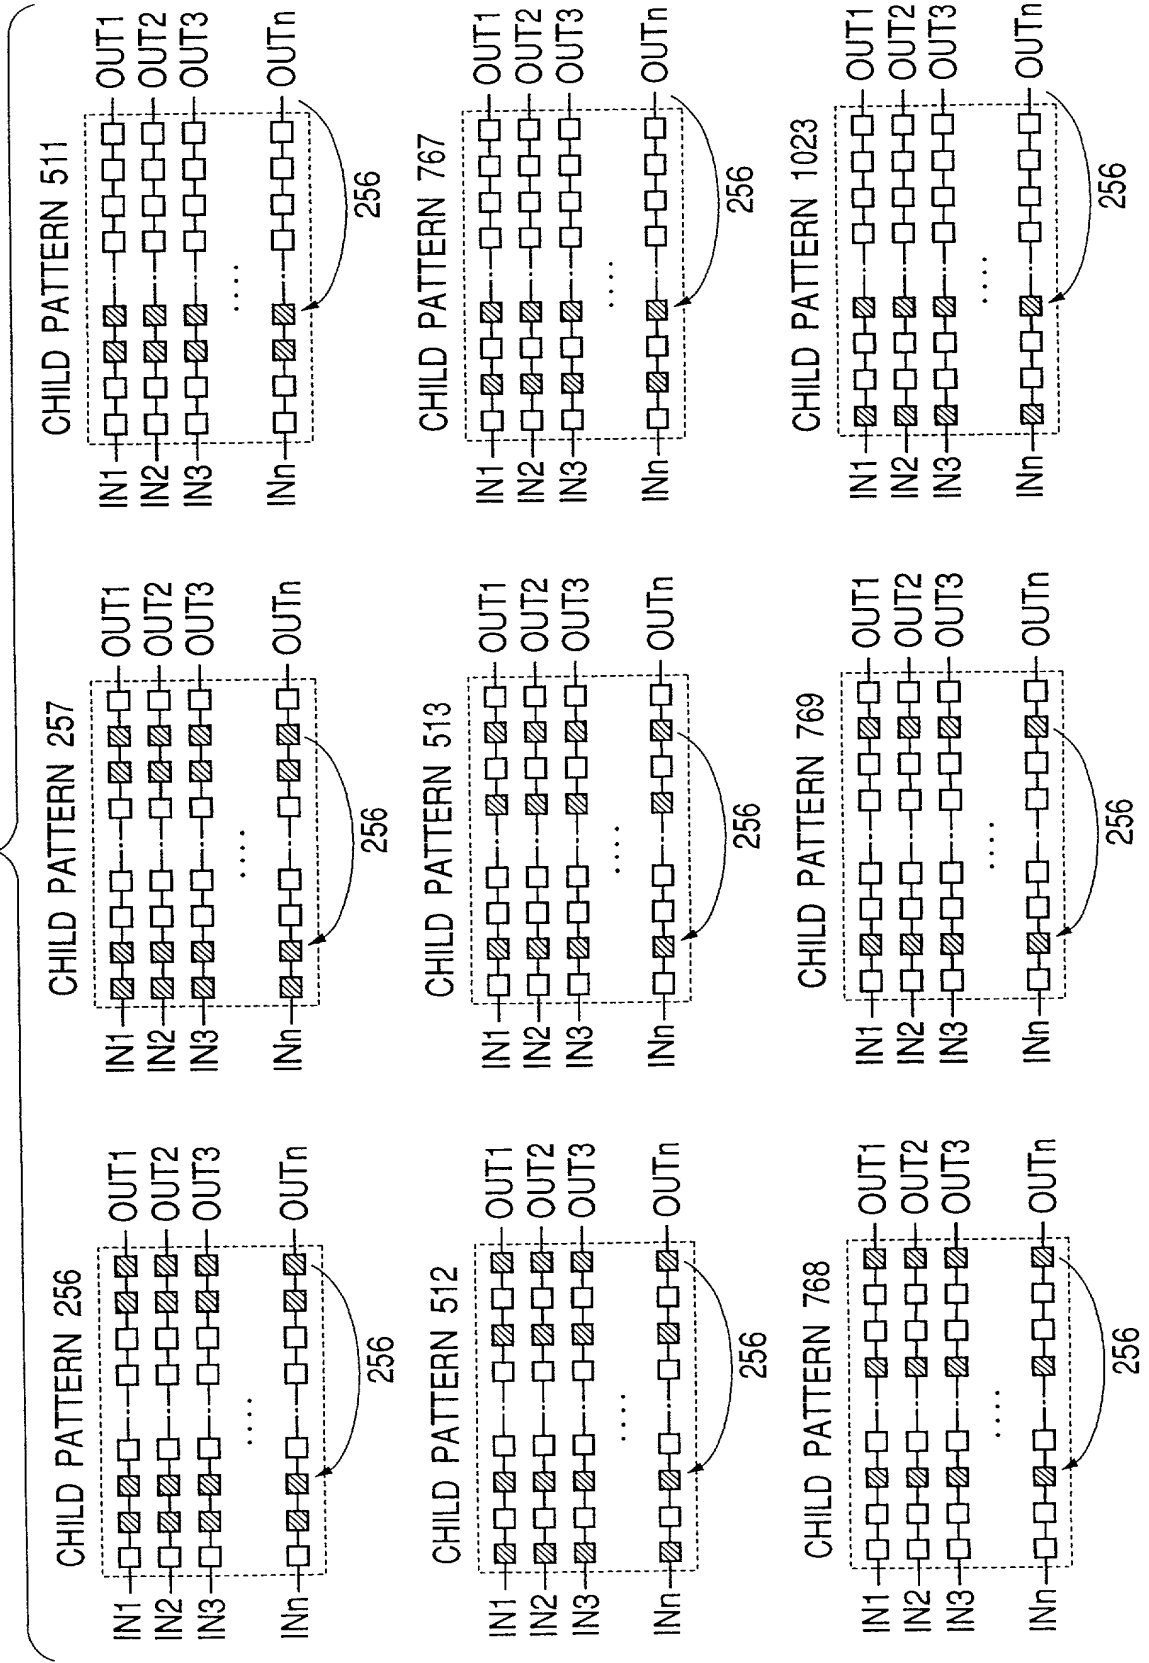 CHILD PATTERN 256
IN1 OUT1
IN2 OUT2
IN3 OUT3
....
INn OUTn
256
CHILD PATTERN 257
IN1 OUT1
IN2 OUT2
IN3 OUT3
....
INn OUTn
256
CHILD PATTERN 511
IN1 OUT1
IN2 OUT2
IN3 OUT3
....
INn OUTn
256
CHILD PATTERN 512
IN1 OUT1
IN2 OUT2
IN3 OUT3
....
INn OUTn
256
CHILD PATTERN 513
IN1 OUT1
IN2 OUT2
IN3 OUT3
....
INn OUTn
256
CHILD PATTERN 767
IN1 OUT1
IN2 OUT2
IN3 OUT3
....
INn OUTn
256
CHILD PATTERN 768
IN1 OUT1
IN2 OUT2
IN3 OUT3
....
INn OUTn
256
CHILD PATTERN 769
IN1 OUT1
IN2 OUT2
IN3 OUT3
....
INn OUTn
256
CHILD PATTERN 1023
IN1 OUT1
IN2 OUT2
IN3 OUT3
....
INn OUTn
256